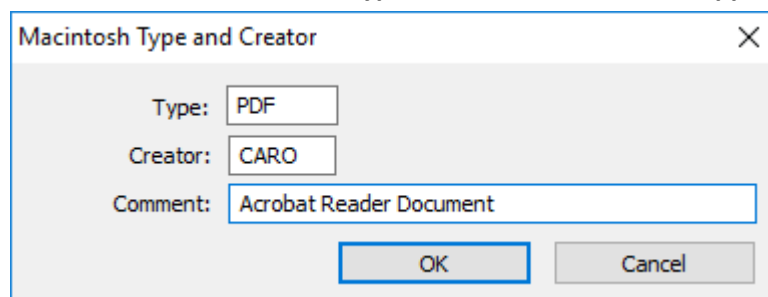 Macintosh Type and Creator
Type: PDF
Creator: CARO
Comment: Acrobat Reader Document
OK Cancel